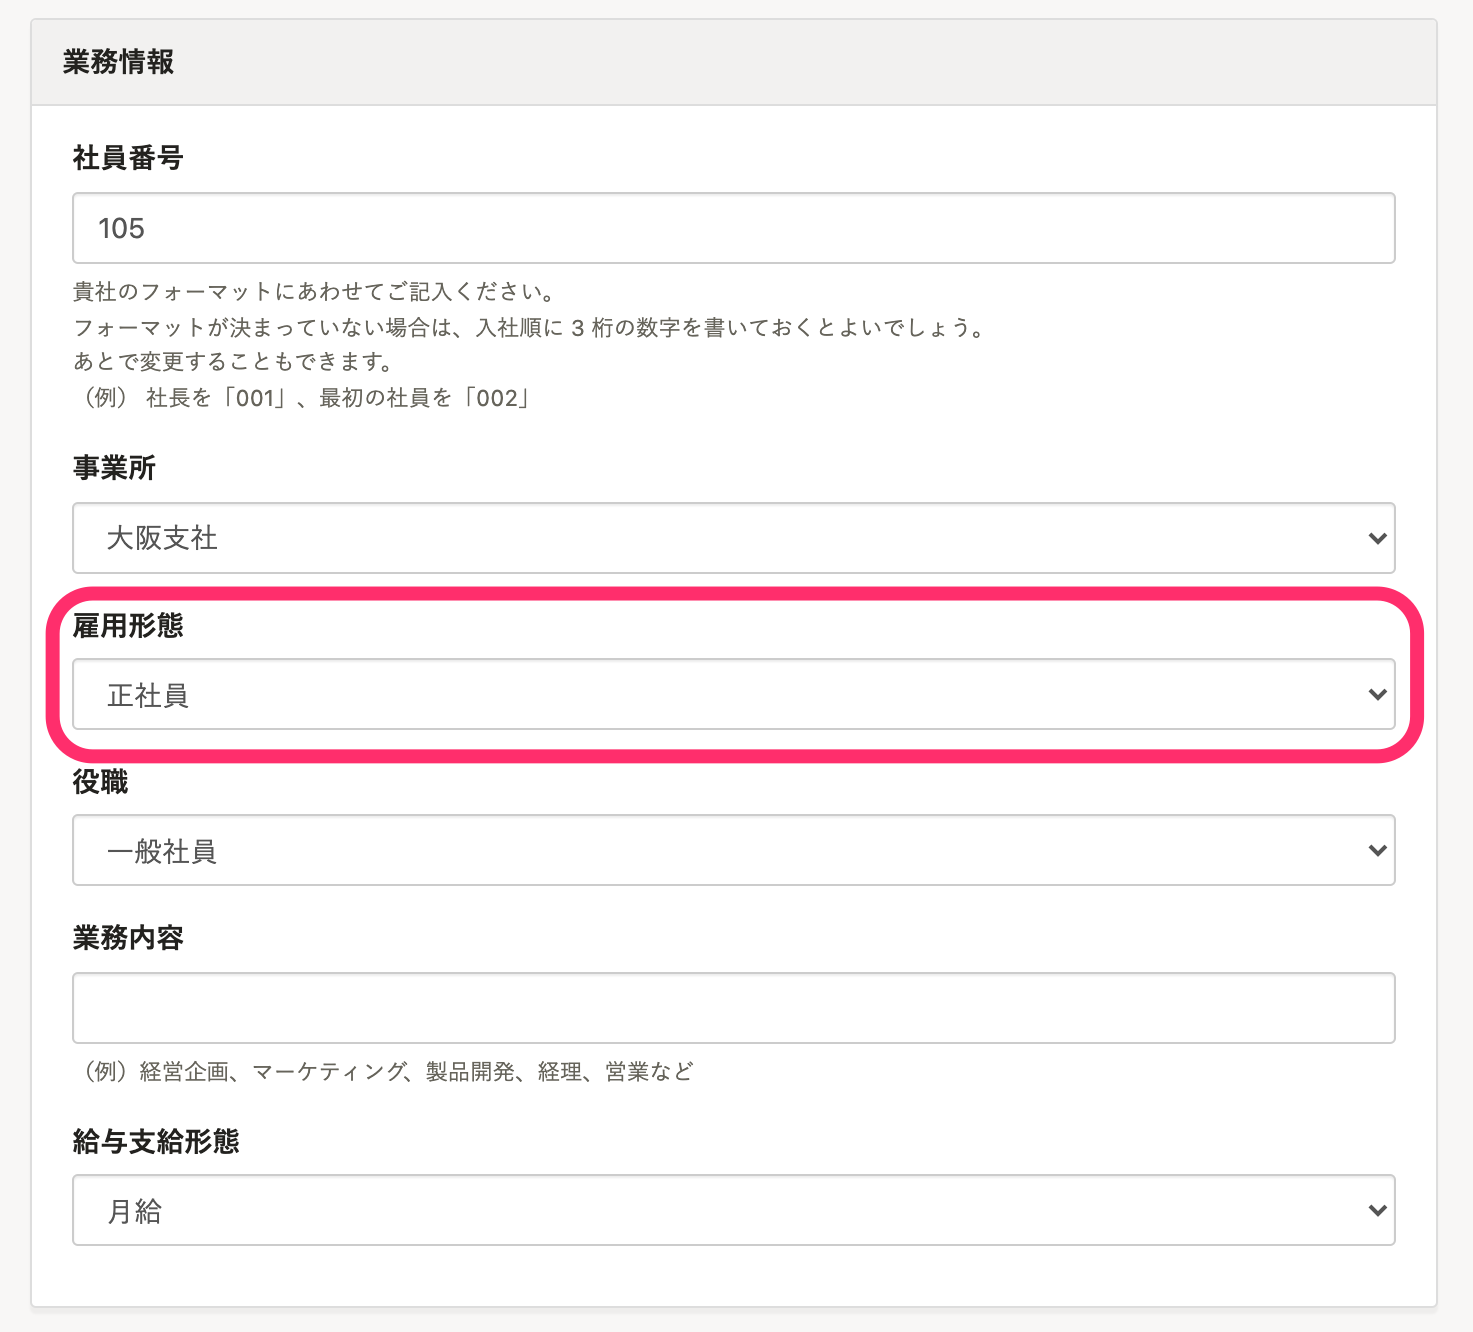 業務情報
社員番号
105
貴社のフォーマットにあわせてご記入ください。
フォーマットが決まっていない場合は、入社順に 3 桁の数字を書いておくとよいでしょう。
あとで変更することもできます。
（例） 社長を「001」、最初の社員を「002」
事業所
大阪支社
雇用形態
正社員
役職
一般社員
業務内容
（例）経営企画、マーケティング、製品開発、経理、営業など
給与支給形態
月給